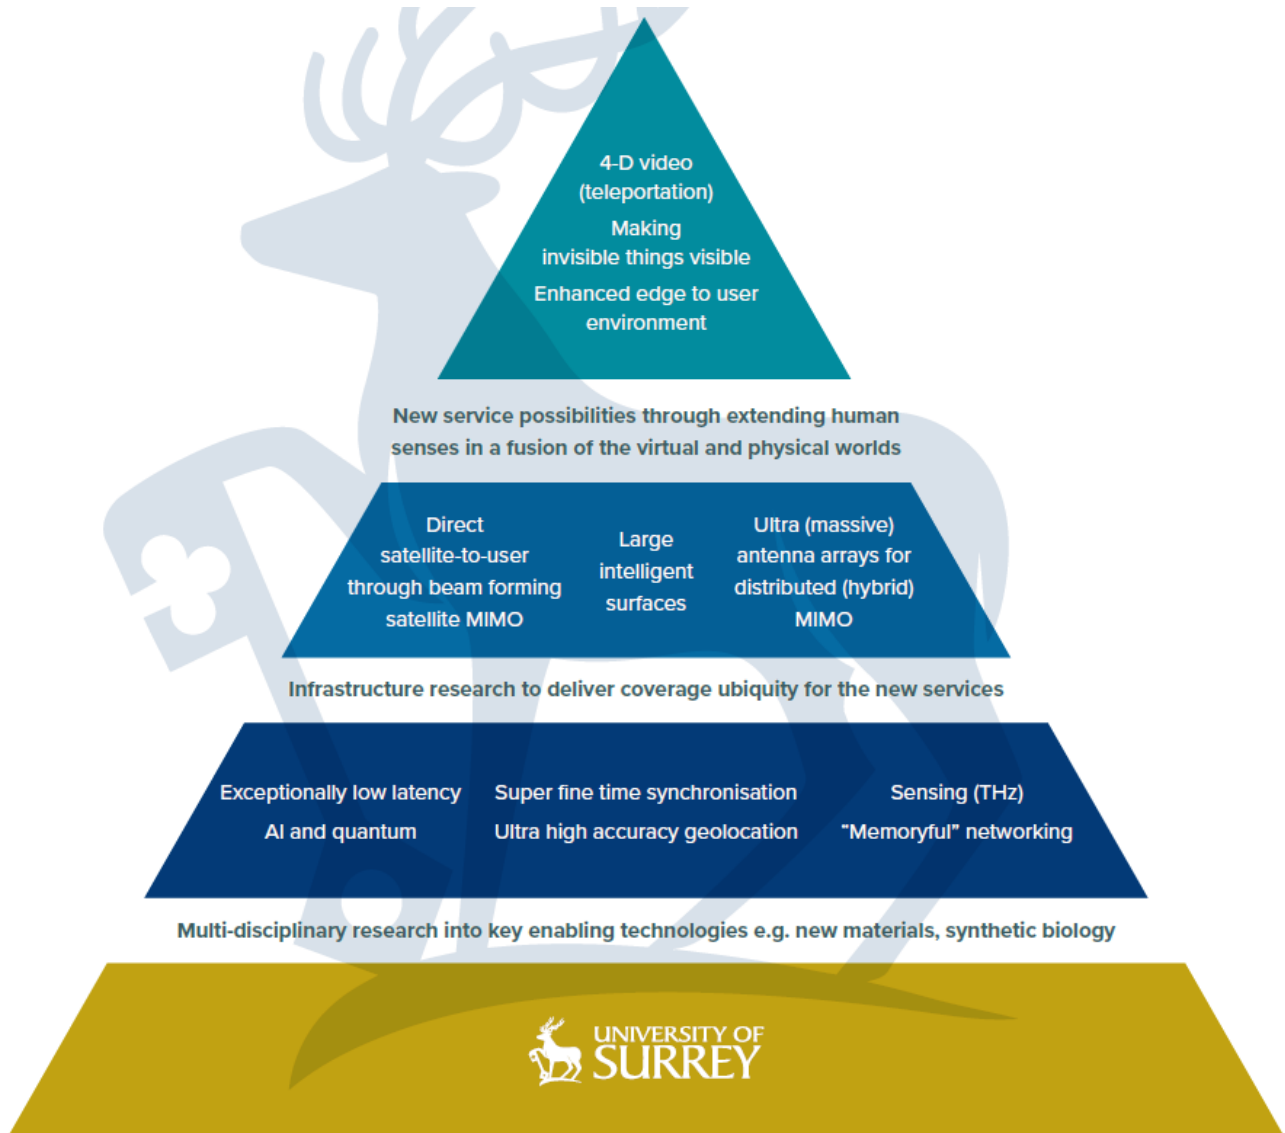 4-D video
(teleportation)
Making
invisible things visible
Enhanced edge to user
environment
New service possibilities through extending human
senses in a fusion of the virtual and physical worlds
Direct
satellite-to-user
through beam forming
satellite MIMO
Large
intelligent
surfaces
Ultra (massive)
antenna arrays for
distributed (hybrid)
MIMO
Infrastructure research to deliver coverage ubiquity for the new services
Exceptionally low latency
AI and quantum
Super fine time synchronisation
Ultra high accuracy geolocation
Sensing (THz)
“Memoryful” networking
Multi-disciplinary research into key enabling technologies e.g. new materials, synthetic biology
UNIVERSITY OF
SURREY